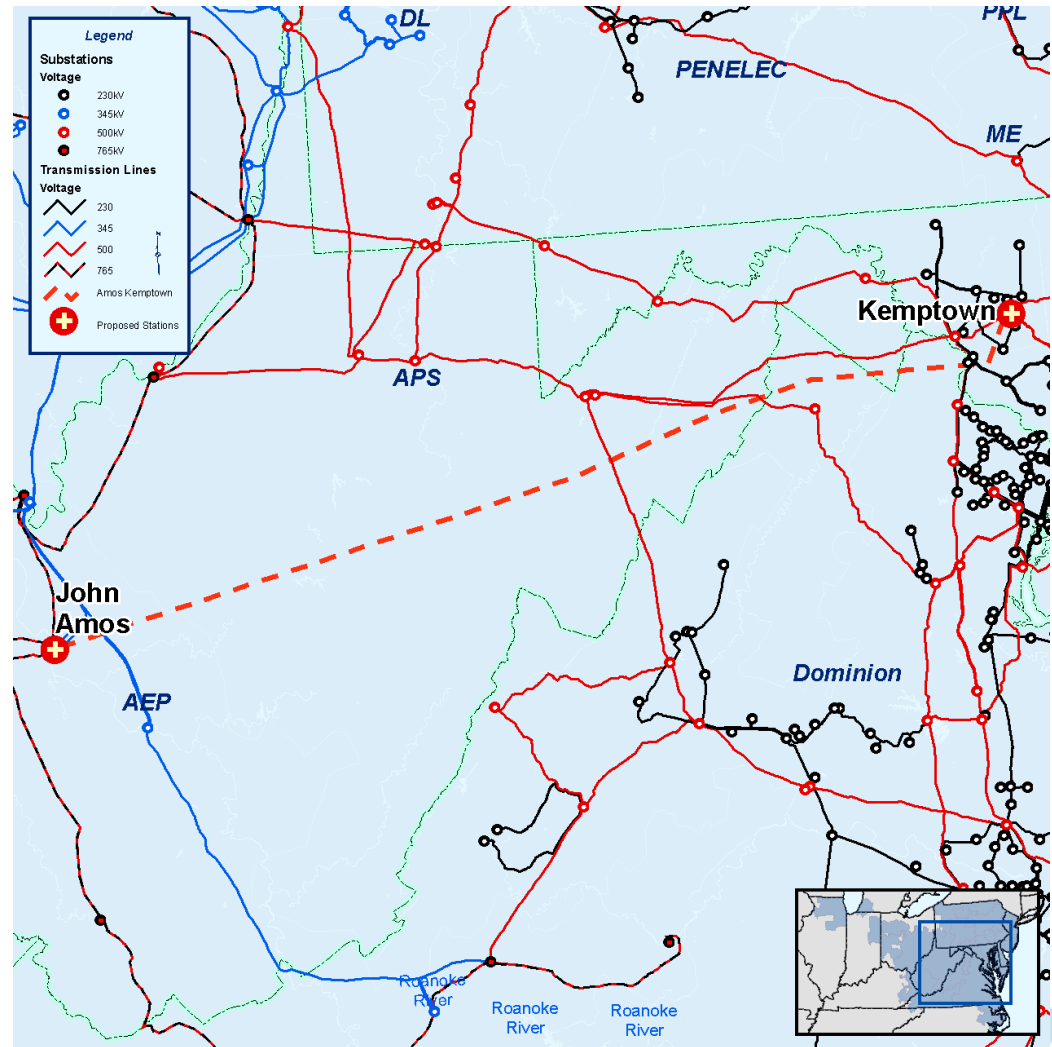 DL
PPL
Legend
Substations
Voltage
230kV
345kV
500kV
765kV
Transmission Lines
Voltage
230
345
500
765
Amos Kemptown
Proposed Stations
N
PENELEC
ME
Kemptown
APS
John
Amos
AEP
Dominion
Roanoke
River
Roanoke
River
Roanoke
River